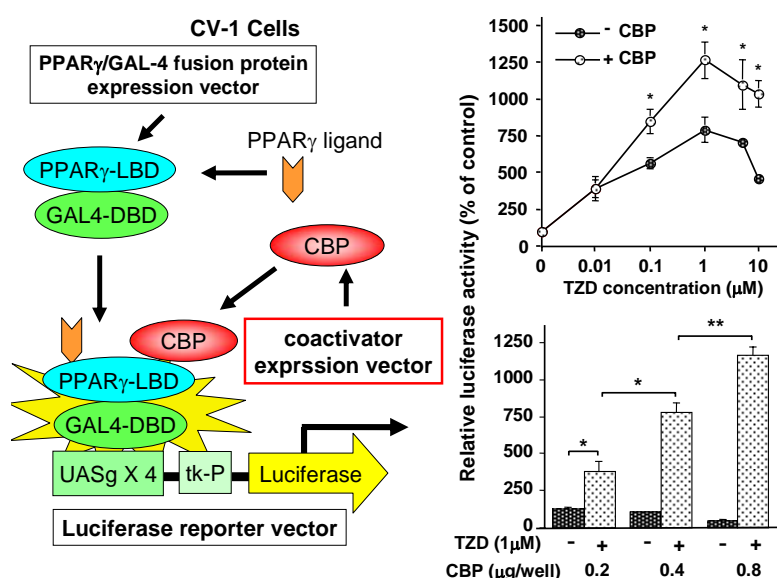 CV-1 Cells
PPARγ/GAL-4 fusion protein
expression vector
PPARγ ligand
PPARγ-LBD
GAL4-DBD
CBP
coactivator
exprssion vector
CBP
PPARγ-LBD
GAL4-DBD
UASg X 4
tk-P
Luciferase
Luciferase reporter vector
Relative luciferase activity (% of control)
- CBP
+ CBP
1500
1250
1000
750
500
250
0
* * * *
0 0.01 0.1 1 10
TZD concentration (μM)
1250
1000
750
500
250
0
*
*
**
TZD (1μM) - + - + - +
CBP (μg/well) 0.2 0.4 0.8